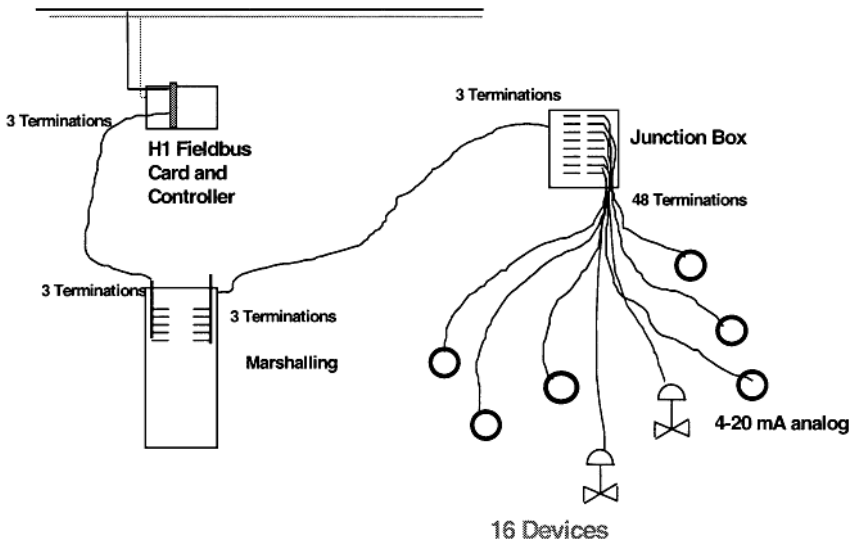 3 Terminations
3 Terminations
H1 Fieldbus
Card and
Controller
Junction Box
48 Terminations
3 Terminations
3 Terminations
Marshalling
4-20 mA analog
16 Devices